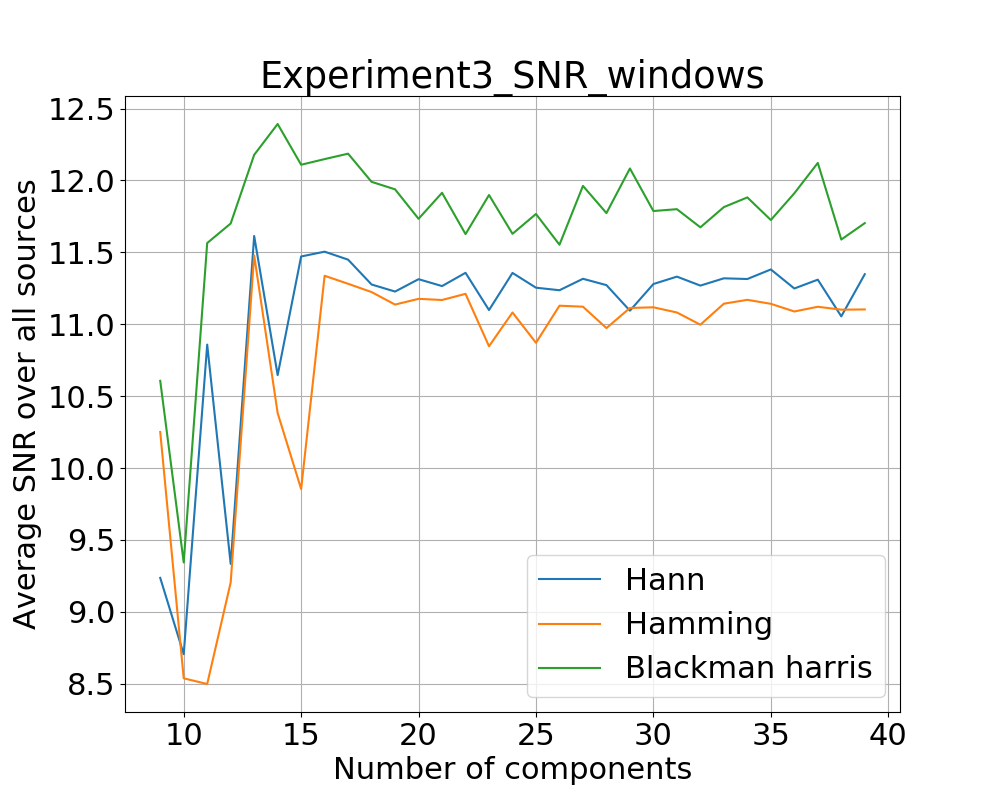 Experiment3_SNR_windows
12.5
12.0
11.5
11.0
10.5
10.0
9.5
9.0
8.5
Average SNR over all sources
Hann
Hamming
Blackman harris
10 15 20 25 30 35 40
Number of components